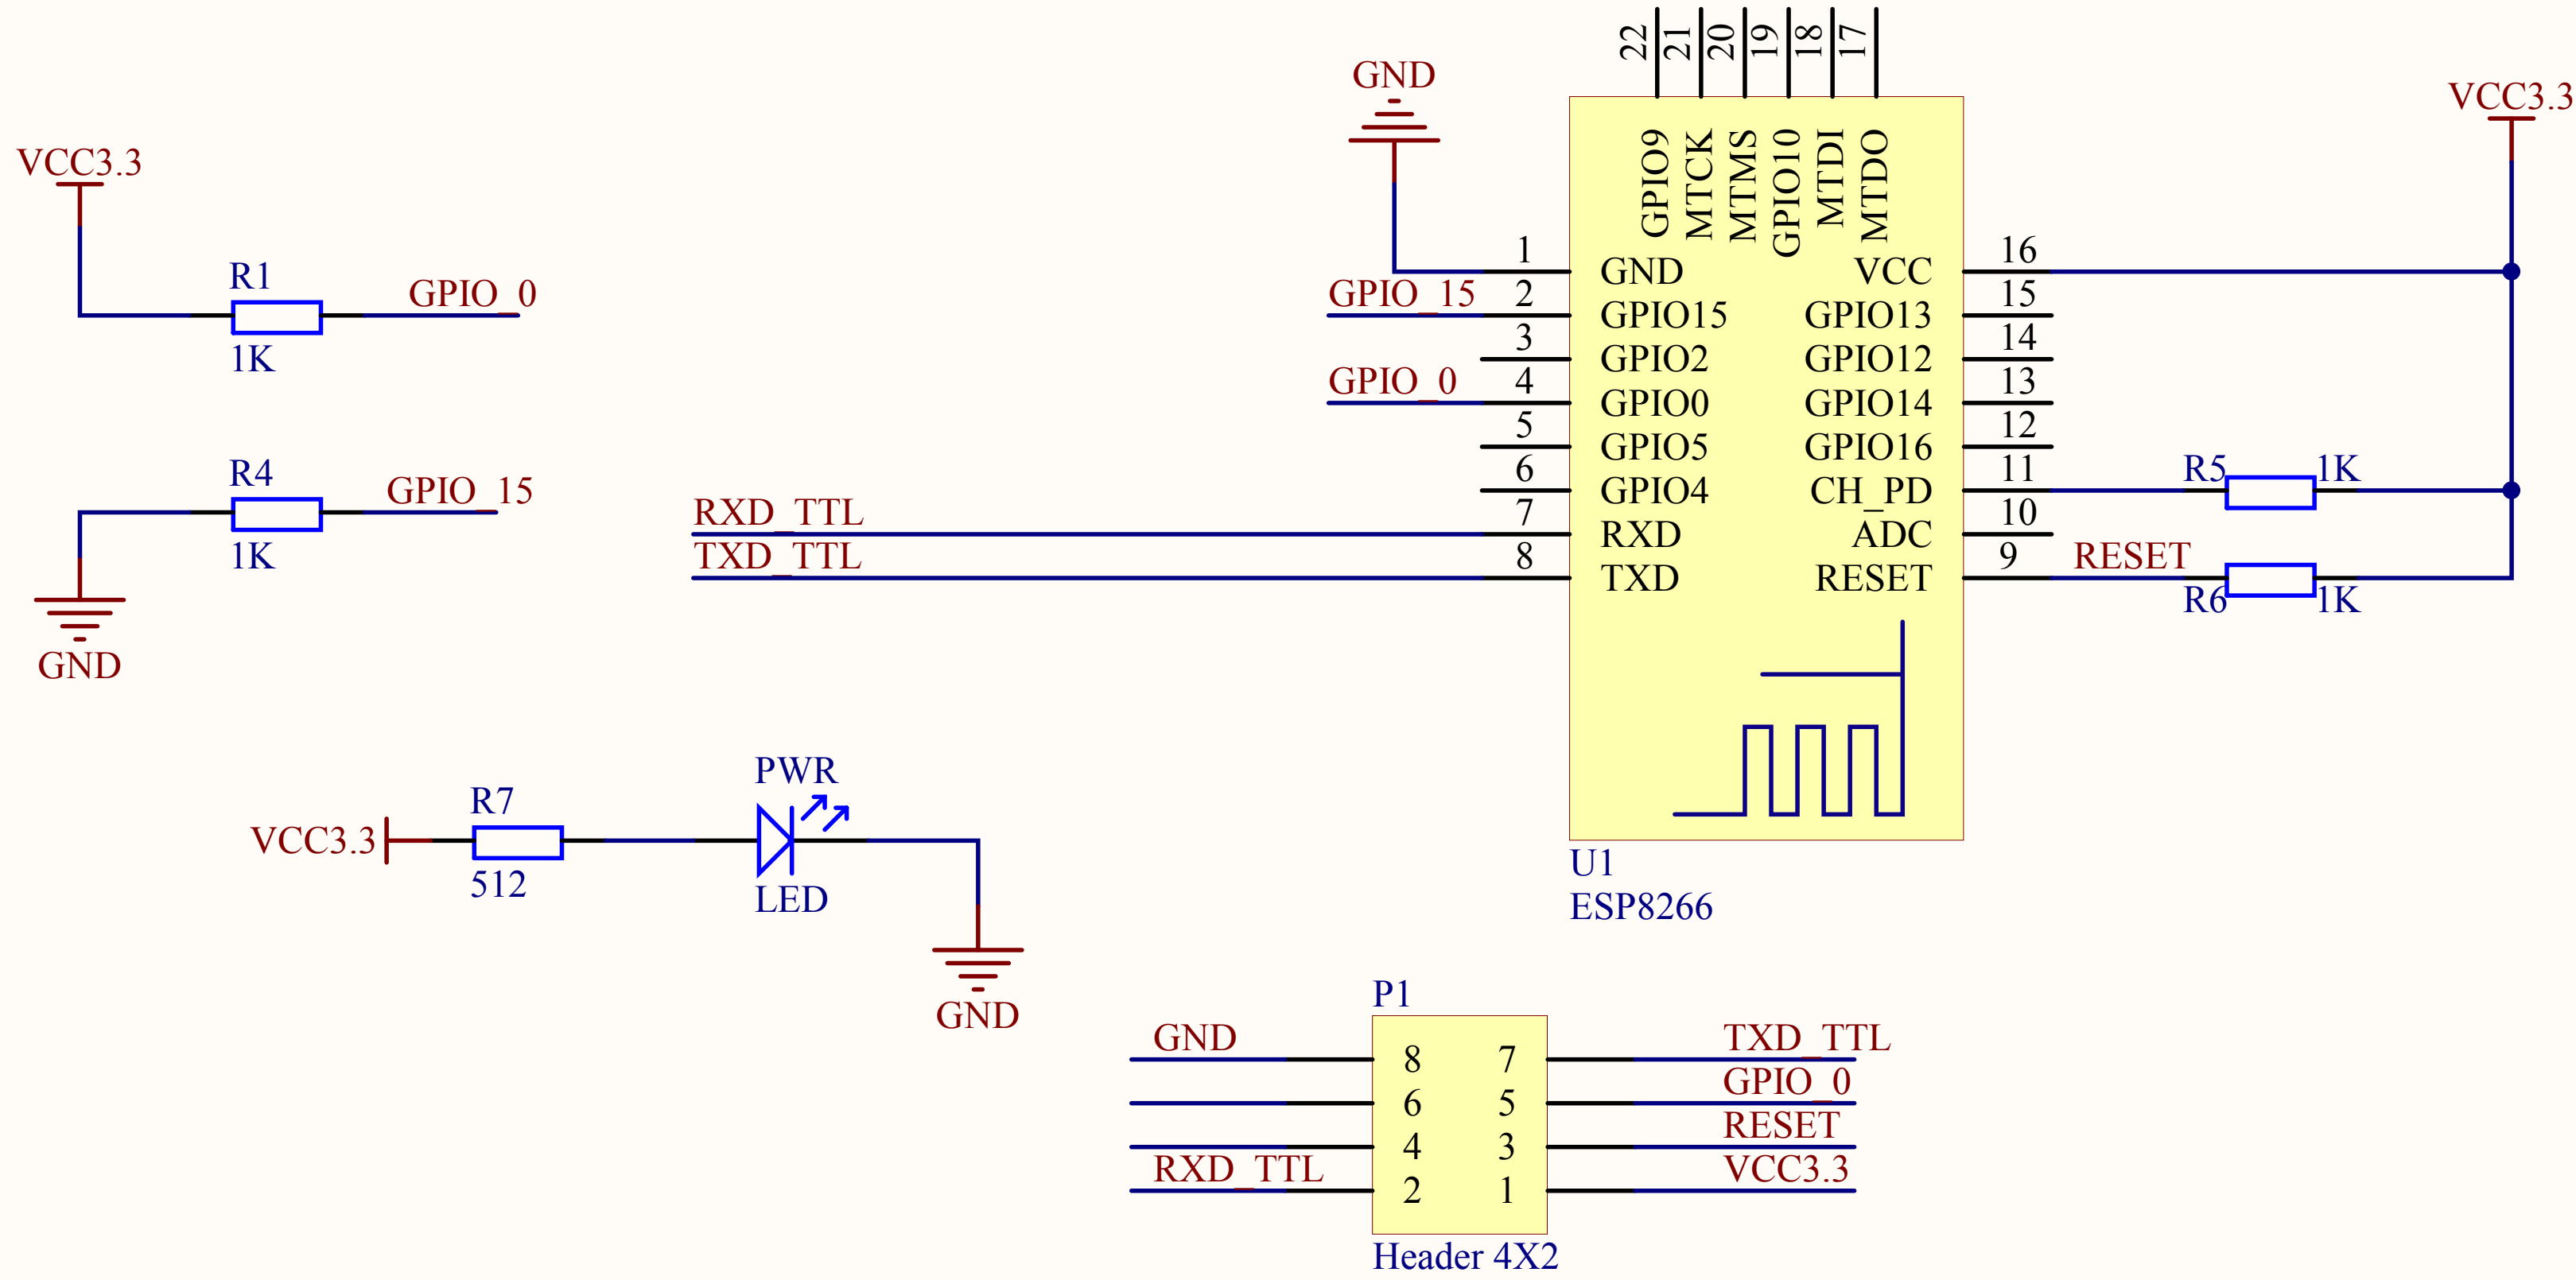 VCC3.3
R1
GPIO_0
1K
R4
GPIO_15
1K
GND
VCC3.3
R7
512
PWR
LED
GND
GND
22
21
20
19
18
17
GPIO9
MTCK
MTMS
GPIO10
MTDI
MTDO
VCC3.3
1 GND VCC 16
GPIO_15 2 GPIO15 GPIO13 15
3 GPIO2 GPIO12 14
GPIO_0 4 GPIO0 GPIO14 13
5 GPIO5 GPIO16 12
6 GPIO4 CH_PD 11 R5 1K
RXD_TTL 7 RXD ADC 10
TXD_TTL 8 TXD RESET 9 RESET
R6 1K
U1
ESP8266
P1
GND 8 7 TXD_TTL
6 5 GPIO_0
4 3 RESET
RXD_TTL 2 1 VCC3.3
Header 4X2